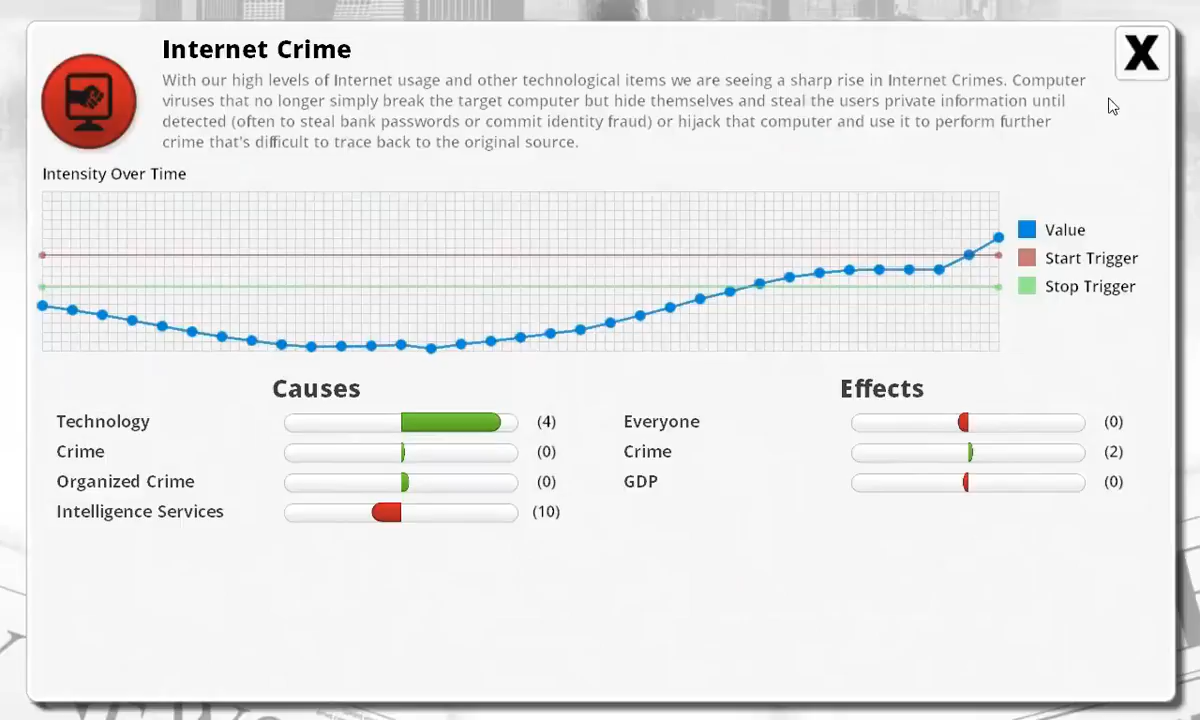 Internet Crime
X
With our high levels of Internet usage and other technological items we are seeing a sharp rise in Internet Crimes. Computer
viruses that no longer simply break the target computer but hide themselves and steal the users private information until
detected (often to steal bank passwords or commit identity fraud) or hijack that computer and use it to perform further
crime that's difficult to trace back to the original source.
Intensity Over Time
Value
Start Trigger
Stop Trigger
Causes
Technology (4)
Crime (0)
Organized Crime (0)
Intelligence Services (10)
Effects
Everyone (0)
Crime (2)
GDP (0)